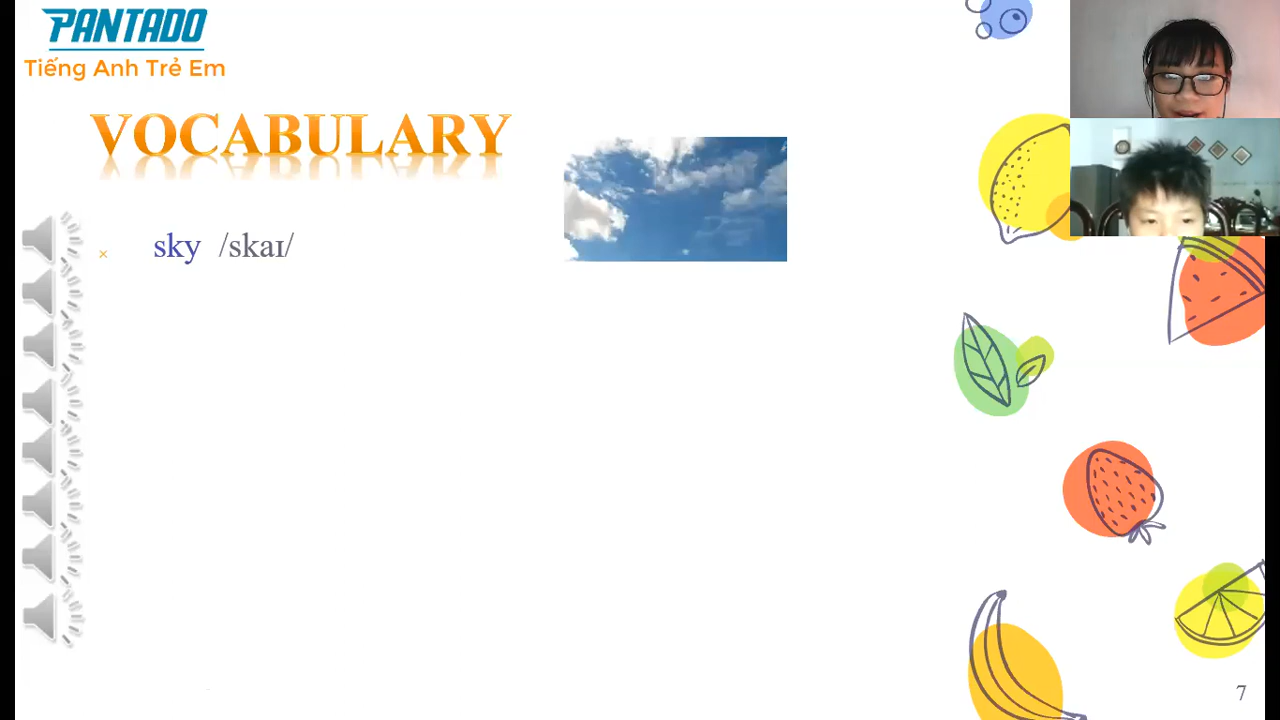 PANTADO
Tiếng Anh Trẻ Em
VOCABULARY
sky /skaɪ/
7